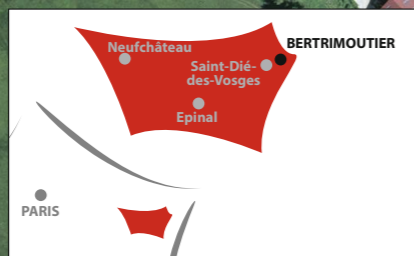 Neufchâteau
BERTRIMOUTIER
Saint-Dié-
des-Vosges
Epinal
PARIS